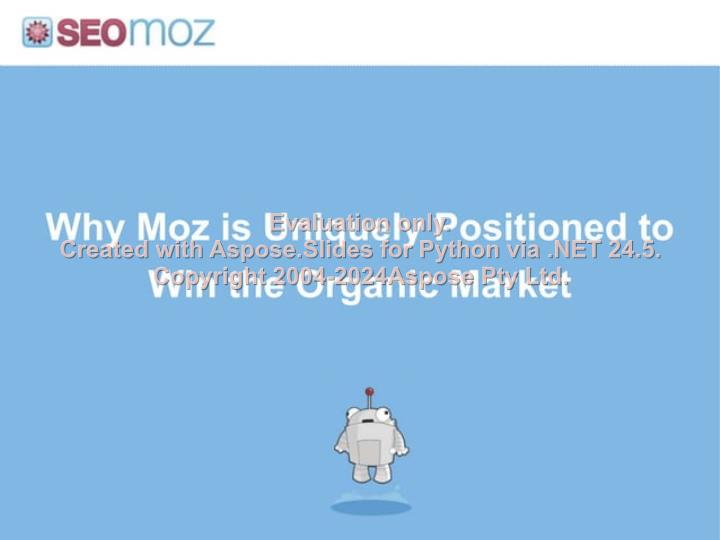 SEOmoz
Why Moz is Uniquely Positioned to
Evaluation only.
Created with Aspose.Slides for Python via .NET 24.5.
Copyright 2004-2024Aspose Pty Ltd.
Win the Organic Market